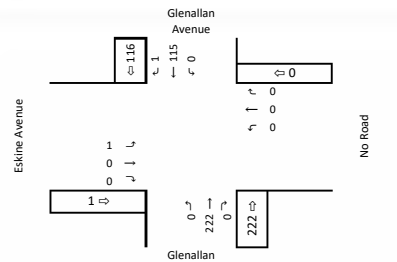 Glenallan
Avenue
⇩ 116
1 115 0
↲ ↓ ↳
⇦ 0
↖ 0
← 0
↙ 0
Eskine Avenue
No Road
1 ⤴
0 →
0 ⤵
1 ⇨
↰ ↑ ↱
0 222 0
222 ⇧
Glenallan